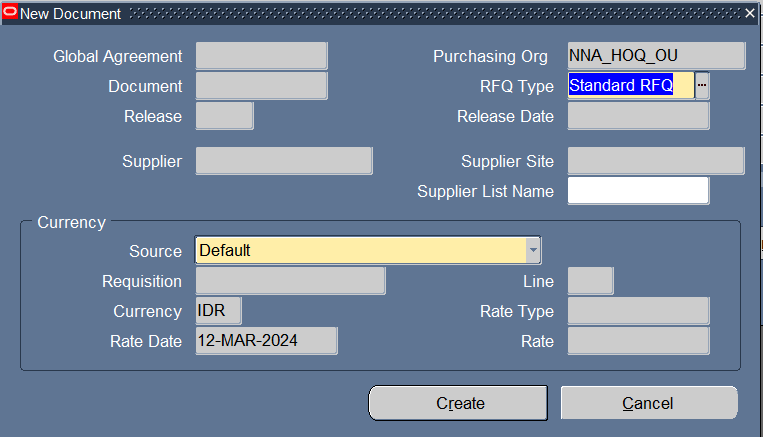 New Document
Global Agreement
Purchasing Org NNA_HOQ_OU
Document
RFQ Type Standard RFQ ...
Release
Release Date
Supplier
Supplier Site
Supplier List Name
Currency
Source Default
Requisition
Line
Currency IDR
Rate Type
Rate Date 12-MAR-2024
Rate
Create
Cancel